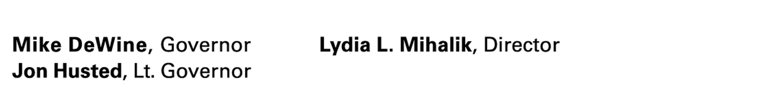 Mike DeWine, Governor Lydia L. Mihalik, Director
Jon Husted, Lt. Governor